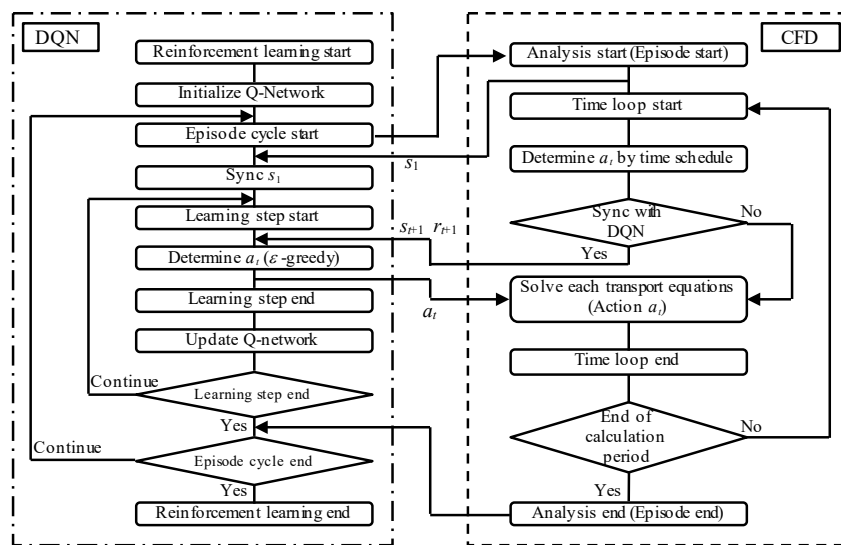 DQN
Reinforcement learning start
Initialize Q-Network
Episode cycle start
Sync s1
Learning step start
Determine at (ε-greedy)
Learning step end
Update Q-network
Continue
Learning step end
Yes
Continue
Episode cycle end
Yes
Reinforcement learning end
s1
st+1 rt+1
at
CFD
Analysis start (Episode start)
Time loop start
Determine at by time schedule
Sync with
DQN
No
Yes
Solve each transport equations
(Action at)
Time loop end
End of
calculation
period
No
Yes
Analysis end (Episode end)